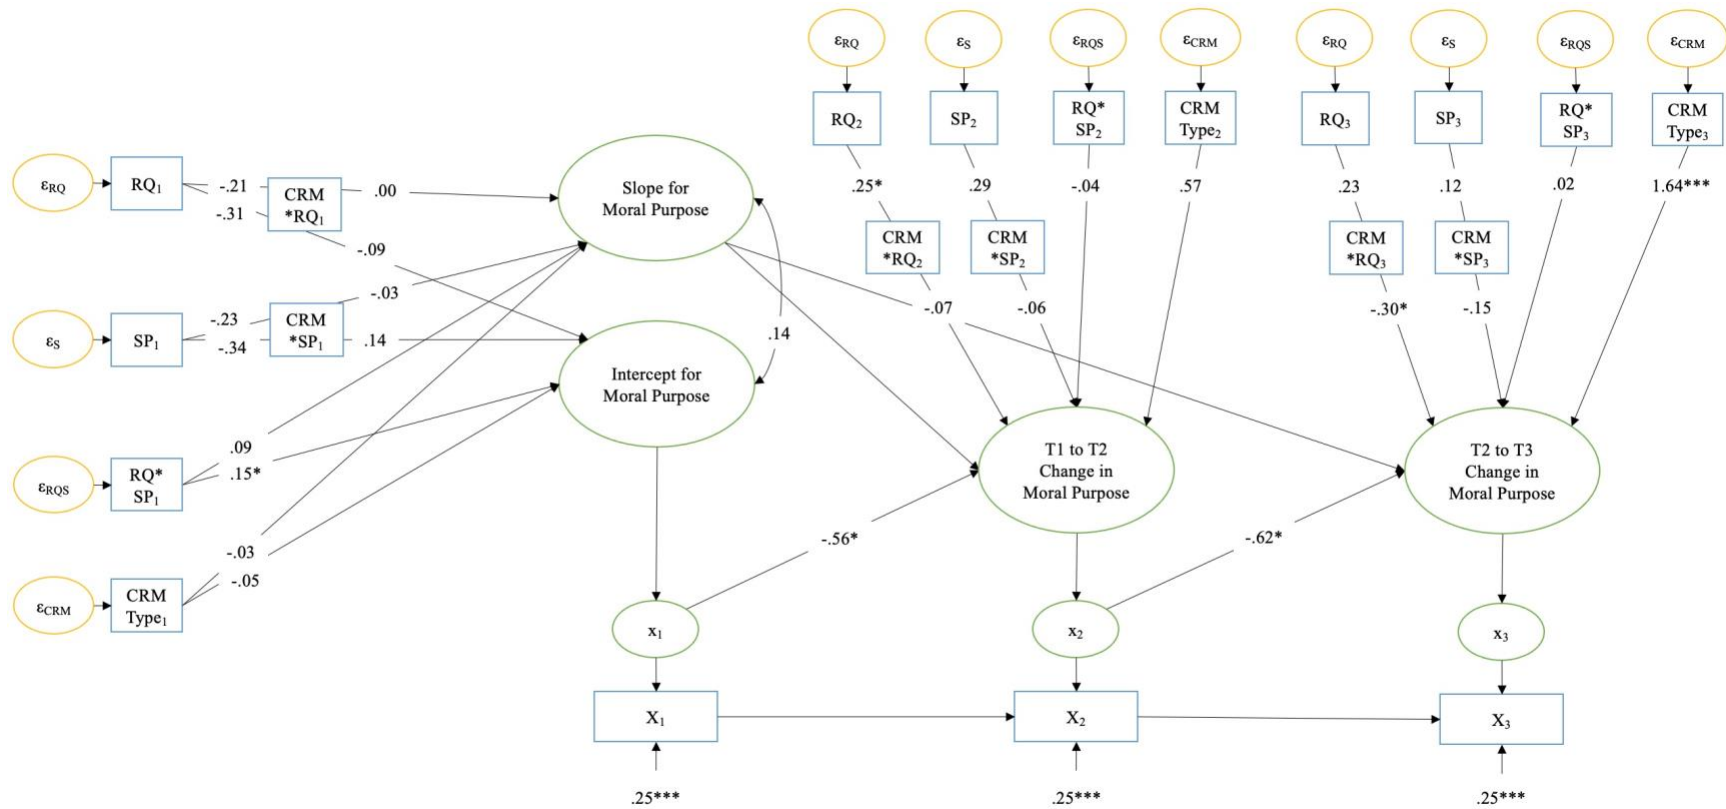 εRQ
εS
εRQS
εCRM
εRQ
εS
εRQS
εCRM
RQ2
SP2
RQ*
SP2
CRM
Type2
RQ3
SP3
RQ*
SP3
CRM
Type3
εRQ
RQ1
-.21
-.31
CRM
*RQ1
.00
-.09
Slope for
Moral Purpose
.25*
.29
-.04
.57
.23
.12
.02
1.64***
CRM
*RQ2
CRM
*SP2
CRM
*RQ3
CRM
*SP3
εS
SP1
-.23
-.34
CRM
*SP1
-.03
.14
.14
-.07
-.06
-.30*
-.15
Intercept for
Moral Purpose
εRQS
RQ*
SP1
.09
.15*
T1 to T2
Change in
Moral Purpose
T2 to T3
Change in
Moral Purpose
εCRM
CRM
Type1
-.03
-.05
-.56*
-.62*
x1
x2
x3
X1
X2
X3
.25***
.25***
.25***